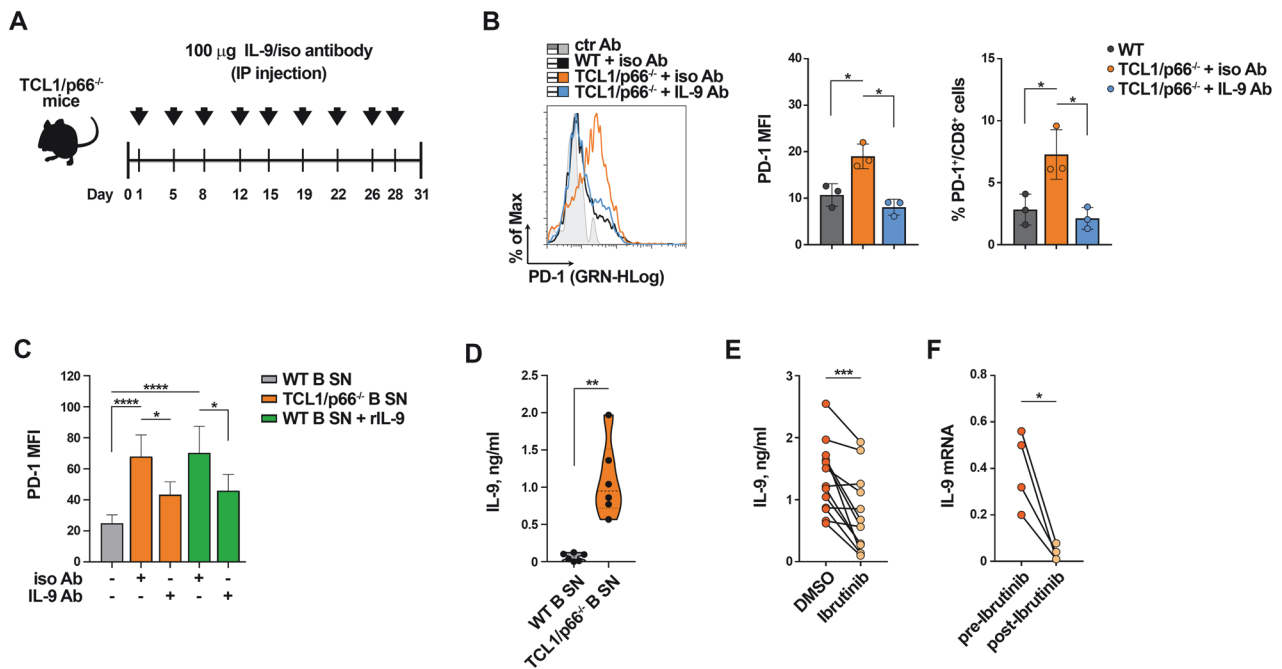 A
100 μg IL-9/iso antibody
(IP injection)
TCL1/p66-/-
mice
Day 0 1 5 8 12 15 19 22 26 28 31
B
ctr Ab
WT + iso Ab
TCL1/p66-/- + iso Ab
TCL1/p66-/- + IL-9 Ab
% of Max
PD-1 (GRN-HLog)
PD-1 MFI
40
30
20
10
0
*
*
% PD-1+/CD8+ cells
15
10
5
0
*
*
WT
TCL1/p66-/- + iso Ab
TCL1/p66-/- + IL-9 Ab
C
PD-1 MFI
120
100
80
60
40
20
0
****
****
*
*
iso Ab - + - + -
IL-9 Ab - - + - +
WT B SN
TCL1/p66-/- B SN
WT B SN + rIL-9
D
IL-9, ng/ml
2.5
2.0
1.5
1.0
0.5
0
**
WT B SN
TCL1/p66-/- B SN
E
IL-9, ng/ml
3
2
1
0
***
DMSO
Ibrutinib
F
IL-9 mRNA
0.8
0.6
0.4
0.2
0
*
pre-Ibrutinib
post-Ibrutinib